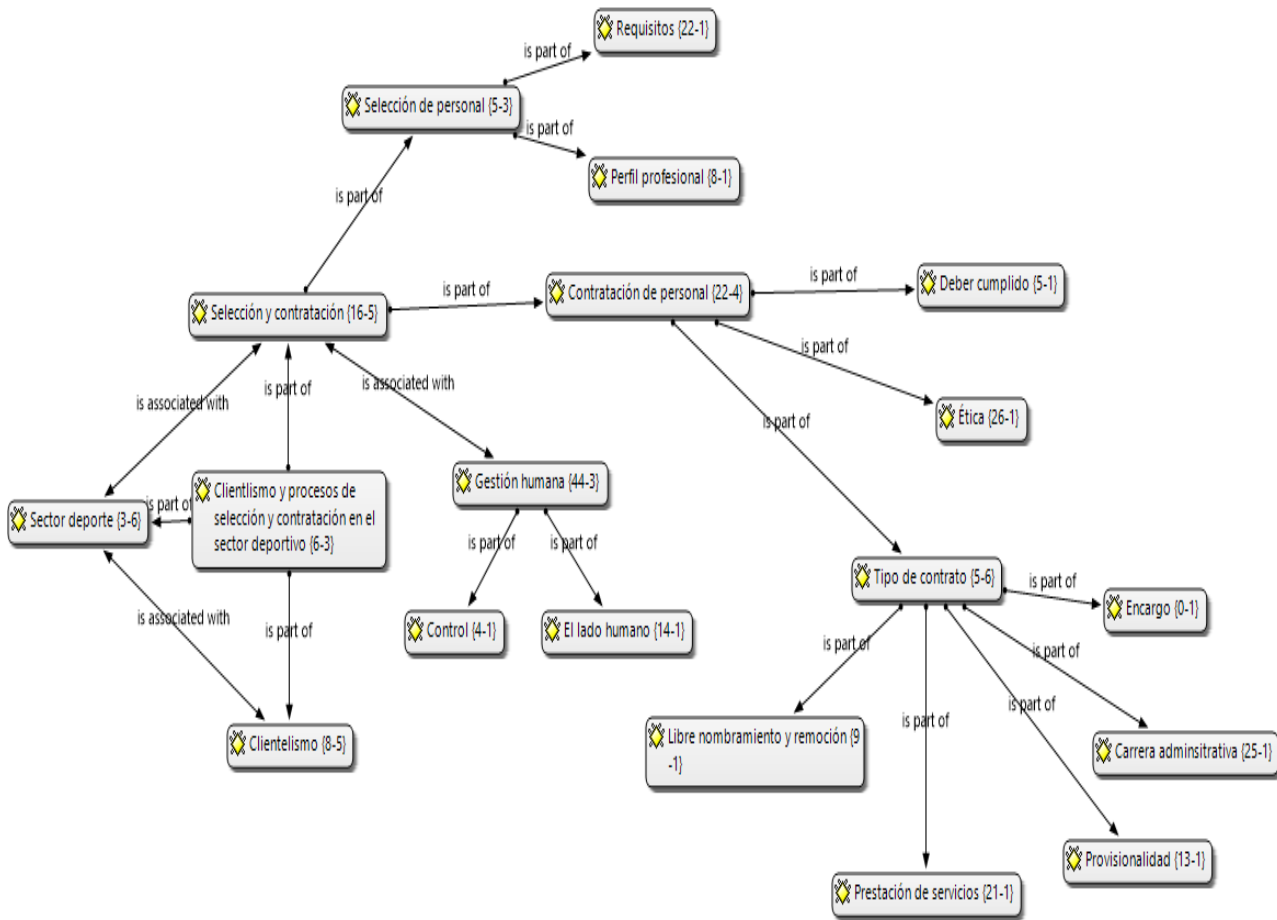 Requisitos {22-1}
is part of
Selección de personal {5-3}
is part of
Perfil profesional {8-1}
is part of
Contratación de personal {22-4}
is part of
Deber cumplido {5-1}
is part of
Selección y contratación {16-5}
is part of
is associated with
is part of
is associated with
is part of
Ética {26-1}
Gestión humana {44-3}
Clientlismo y procesos de
selección y contratación en el
sector deportivo {6-3}
is part of
Sector deporte {3-6}
is part of
is part of
Tipo de contrato {5-6}
is part of
Encargo {0-1}
is associated with
is part of
Control {4-1}
El lado humano {14-1}
is part of
is part of
is part of
is part of
Clientelismo {8-5}
Libre nombramiento y remoción {9
-1}
Carrera adminsitrativa {25-1}
Provisionalidad {13-1}
Prestación de servicios {21-1}